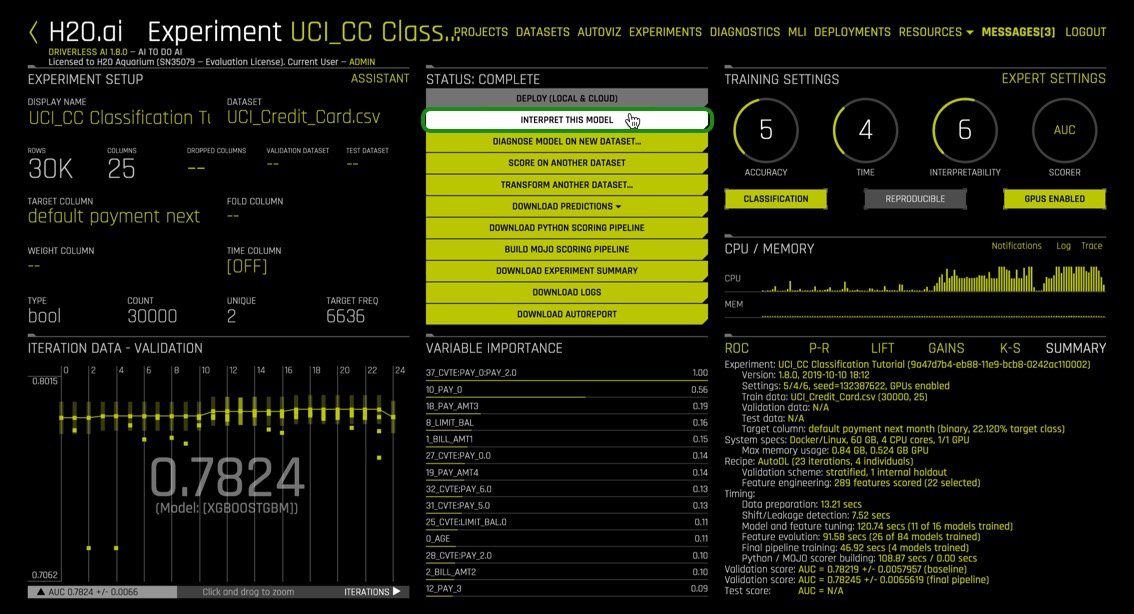 H2O.ai Experiment UCI_CC Class...
PROJECTS DATASETS AUTOVIZ EXPERIMENTS DIAGNOSTICS MLI DEPLOYMENTS RESOURCES MESSAGES[3] LOGOUT
DRIVERLESS AI 1.8.0 — AI TO DO AI
Licensed to H2O Aquarium (SN35079 — Evaluation License). Current User — ADMIN
EXPERIMENT SETUP
ASSISTANT
DISPLAY NAME
DATASET
UCI_CC Classification Tu
UCI_Credit_Card.csv
ROWS
COLUMNS
DROPPED COLUMNS
VALIDATION DATASET
TEST DATASET
30K
25
--
--
--
TARGET COLUMN
FOLD COLUMN
default payment next
--
WEIGHT COLUMN
TIME COLUMN
--
[OFF]
TYPE
COUNT
UNIQUE
TARGET FREQ
bool
30000
2
6636
STATUS: COMPLETE
DEPLOY (LOCAL & CLOUD)
INTERPRET THIS MODEL
DIAGNOSE MODEL ON NEW DATASET...
SCORE ON ANOTHER DATASET
TRANSFORM ANOTHER DATASET...
DOWNLOAD PREDICTIONS
DOWNLOAD PYTHON SCORING PIPELINE
BUILD MOJO SCORING PIPELINE
DOWNLOAD EXPERIMENT SUMMARY
DOWNLOAD LOGS
DOWNLOAD AUTOREPORT
TRAINING SETTINGS
EXPERT SETTINGS
5
4
6
AUC
ACCURACY
TIME
INTERPRETABILITY
SCORER
CLASSIFICATION
REPRODUCIBLE
GPUS ENABLED
CPU / MEMORY
Notifications Log Trace
CPU
MEM
ITERATION DATA - VALIDATION
0 2 4 6 8 10 12 14 16 18 20 22 24
0.8015
0.7824
(Model: [XGBOOSTGBM])
0.7062
▲ AUC 0.7824 +/- 0.0066
Click and drag to zoom
ITERATIONS ▶
VARIABLE IMPORTANCE
37_CVTE:PAY_0:PAY_2.0 1.00
10_PAY_0 0.56
18_PAY_AMT3 0.19
8_LIMIT_BAL 0.16
1_BILL_AMT1 0.15
27_CVTE:PAY_0.0 0.14
19_PAY_AMT4 0.14
32_CVTE:PAY_6.0 0.13
31_CVTE:PAY_5.0 0.13
25_CVTE:LIMIT_BAL.0 0.11
0_AGE 0.11
28_CVTE:PAY_2.0 0.10
2_BILL_AMT2 0.10
12_PAY_3 0.09
ROC P-R LIFT GAINS K-S SUMMARY
Experiment: UCI_CC Classification Tutorial (9a47d7b4-eb88-11e9-bcb8-0242ac110002)
Version: 1.8.0, 2019-10-10 18:12
Settings: 5/4/6, seed=132387622, GPUs enabled
Train data: UCI_Credit_Card.csv (30000, 25)
Validation data: N/A
Test data: N/A
Target column: default payment next month (binary, 22.120% target class)
System specs: Docker/Linux, 60 GB, 4 CPU cores, 1/1 GPU
Max memory usage: 0.84 GB, 0.524 GB GPU
Recipe: AutoDL (23 iterations, 4 individuals)
Validation scheme: stratified, 1 internal holdout
Feature engineering: 289 features scored (22 selected)
Timing:
Data preparation: 13.21 secs
Shift/Leakage detection: 7.52 secs
Model and feature tuning: 120.74 secs (11 of 16 models trained)
Feature evolution: 91.58 secs (26 of 84 models trained)
Final pipeline training: 46.92 secs (4 models trained)
Python / MOJO scorer building: 108.87 secs / 0.00 secs
Validation score: AUC = 0.78219 +/- 0.0057957 (baseline)
Validation score: AUC = 0.78245 +/- 0.0065619 (final pipeline)
Test score: AUC = N/A